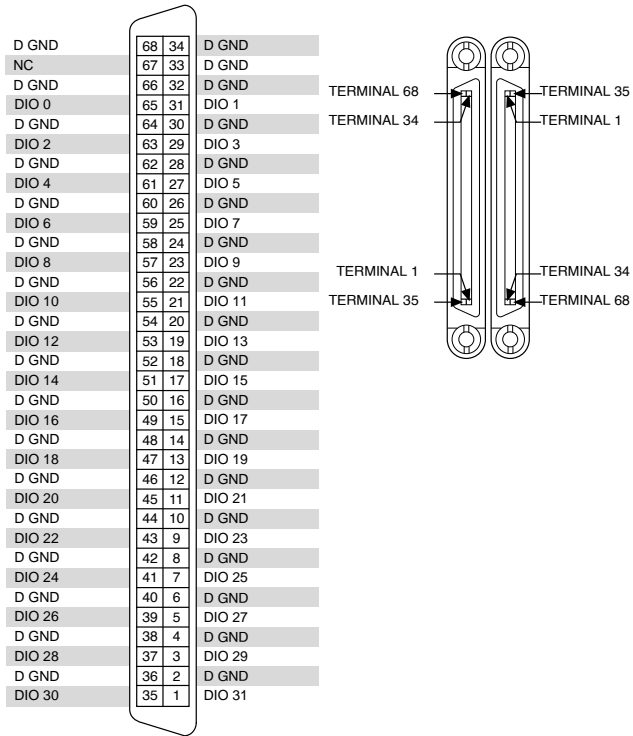 D GND 68 34 D GND
NC 67 33 D GND
D GND 66 32 D GND
DIO 0 65 31 DIO 1
D GND 64 30 D GND
DIO 2 63 29 DIO 3
D GND 62 28 D GND
DIO 4 61 27 DIO 5
D GND 60 26 D GND
DIO 6 59 25 DIO 7
D GND 58 24 D GND
DIO 8 57 23 DIO 9
D GND 56 22 D GND
DIO 10 55 21 DIO 11
D GND 54 20 D GND
DIO 12 53 19 DIO 13
D GND 52 18 D GND
DIO 14 51 17 DIO 15
D GND 50 16 D GND
DIO 16 49 15 DIO 17
D GND 48 14 D GND
DIO 18 47 13 DIO 19
D GND 46 12 D GND
DIO 20 45 11 DIO 21
D GND 44 10 D GND
DIO 22 43 9 DIO 23
D GND 42 8 D GND
DIO 24 41 7 DIO 25
D GND 40 6 D GND
DIO 26 39 5 DIO 27
D GND 38 4 D GND
DIO 28 37 3 DIO 29
D GND 36 2 D GND
DIO 30 35 1 DIO 31
TERMINAL 68 TERMINAL 35
TERMINAL 34 TERMINAL 1
TERMINAL 1 TERMINAL 34
TERMINAL 35 TERMINAL 68